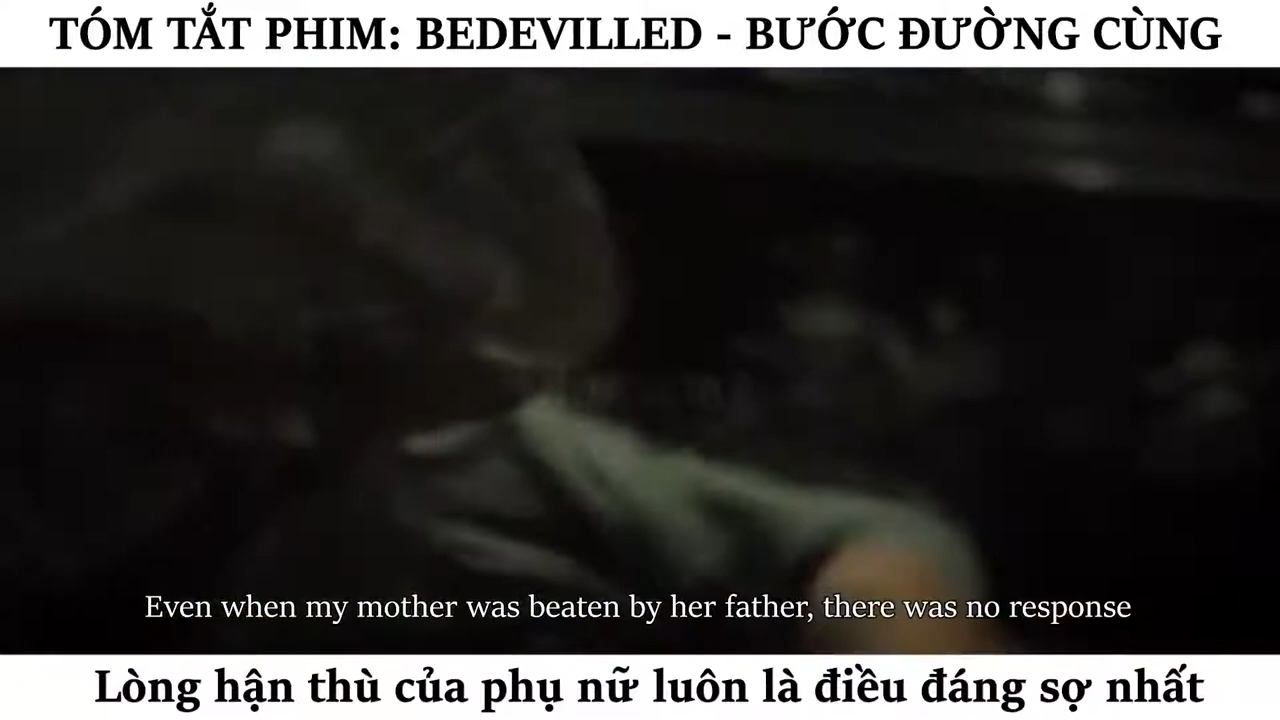 TÓM TẮT PHIM: BEDEVILLED - BƯỚC ĐƯỜNG CÙNG
Even when my mother was beaten by her father, there was no response
Lòng hận thù của phụ nữ luôn là điều đáng sợ nhất